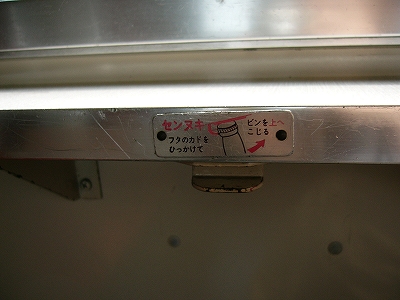 センヌキ
フタのカドを
ひっかけて
ビンを上へ
こじる